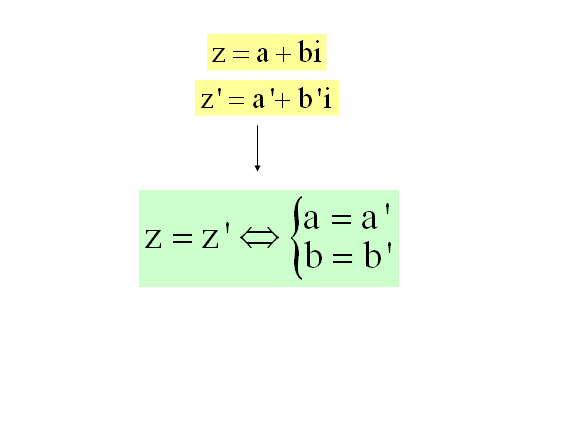 z = a + bi
z' = a'+ b'i
z = z' ⇔ { a = a'
b = b'